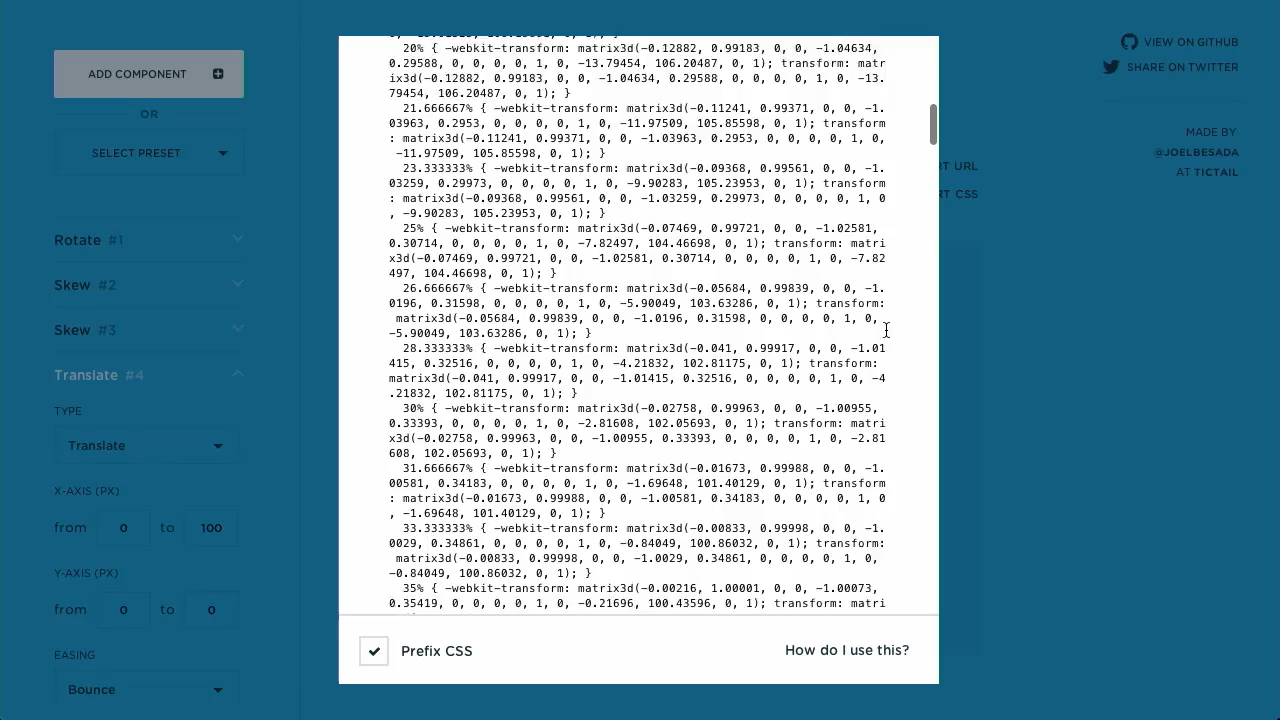 ADD COMPONENT
OR
SELECT PRESET
Rotate #1
Skew #2
Skew #3
Translate #4
TYPE
Translate
X-AXIS (PX)
from 0 to 100
Y-AXIS (PX)
from 0 to 0
EASING
Bounce
20% { -webkit-transform: matrix3d(-0.12882, 0.99183, 0, 0, -1.04634,
0.29588, 0, 0, 0, 0, 1, 0, -13.79454, 106.20487, 0, 1); transform: matr
ix3d(-0.12882, 0.99183, 0, 0, -1.04634, 0.29588, 0, 0, 0, 0, 1, 0, -13.
79454, 106.20487, 0, 1); }
21.666667% { -webkit-transform: matrix3d(-0.11241, 0.99371, 0, 0, -1.
03963, 0.2953, 0, 0, 0, 0, 1, 0, -11.97509, 105.85598, 0, 1); transform
: matrix3d(-0.11241, 0.99371, 0, 0, -1.03963, 0.2953, 0, 0, 0, 0, 1, 0,
-11.97509, 105.85598, 0, 1); }
23.333333% { -webkit-transform: matrix3d(-0.09368, 0.99561, 0, 0, -1.
03259, 0.29973, 0, 0, 0, 0, 1, 0, -9.90283, 105.23953, 0, 1); transform
: matrix3d(-0.09368, 0.99561, 0, 0, -1.03259, 0.29973, 0, 0, 0, 0, 1, 0
, -9.90283, 105.23953, 0, 1); }
25% { -webkit-transform: matrix3d(-0.07469, 0.99721, 0, 0, -1.02581,
0.30714, 0, 0, 0, 0, 1, 0, -7.82497, 104.46698, 0, 1); transform: matri
x3d(-0.07469, 0.99721, 0, 0, -1.02581, 0.30714, 0, 0, 0, 0, 1, 0, -7.82
497, 104.46698, 0, 1); }
26.666667% { -webkit-transform: matrix3d(-0.05684, 0.99839, 0, 0, -1.
0196, 0.31598, 0, 0, 0, 0, 1, 0, -5.90049, 103.63286, 0, 1); transform:
matrix3d(-0.05684, 0.99839, 0, 0, -1.0196, 0.31598, 0, 0, 0, 0, 1, 0,
-5.90049, 103.63286, 0, 1); }
28.333333% { -webkit-transform: matrix3d(-0.041, 0.99917, 0, 0, -1.01
415, 0.32516, 0, 0, 0, 0, 1, 0, -4.21832, 102.81175, 0, 1); transform:
matrix3d(-0.041, 0.99917, 0, 0, -1.01415, 0.32516, 0, 0, 0, 0, 1, 0, -4
.21832, 102.81175, 0, 1); }
30% { -webkit-transform: matrix3d(-0.02758, 0.99963, 0, 0, -1.00955,
0.33393, 0, 0, 0, 0, 1, 0, -2.81608, 102.05693, 0, 1); transform: matri
x3d(-0.02758, 0.99963, 0, 0, -1.00955, 0.33393, 0, 0, 0, 0, 1, 0, -2.81
608, 102.05693, 0, 1); }
31.666667% { -webkit-transform: matrix3d(-0.01673, 0.99988, 0, 0, -1.
00581, 0.34183, 0, 0, 0, 0, 1, 0, -1.69648, 101.40129, 0, 1); transform
: matrix3d(-0.01673, 0.99988, 0, 0, -1.00581, 0.34183, 0, 0, 0, 0, 1, 0
, -1.69648, 101.40129, 0, 1); }
33.333333% { -webkit-transform: matrix3d(-0.00833, 0.99998, 0, 0, -1.
0029, 0.34861, 0, 0, 0, 0, 1, 0, -0.84049, 100.86032, 0, 1); transform:
matrix3d(-0.00833, 0.99998, 0, 0, -1.0029, 0.34861, 0, 0, 0, 0, 1, 0,
-0.84049, 100.86032, 0, 1); }
35% { -webkit-transform: matrix3d(-0.00216, 1.00001, 0, 0, -1.00073,
0.35419, 0, 0, 0, 0, 1, 0, -0.21696, 100.43596, 0, 1); transform: matri
Prefix CSS
How do I use this?
VIEW ON GITHUB
SHARE ON TWITTER
MADE BY
@JOELBESADA
AT TICTAIL
RT URL
RT CSS